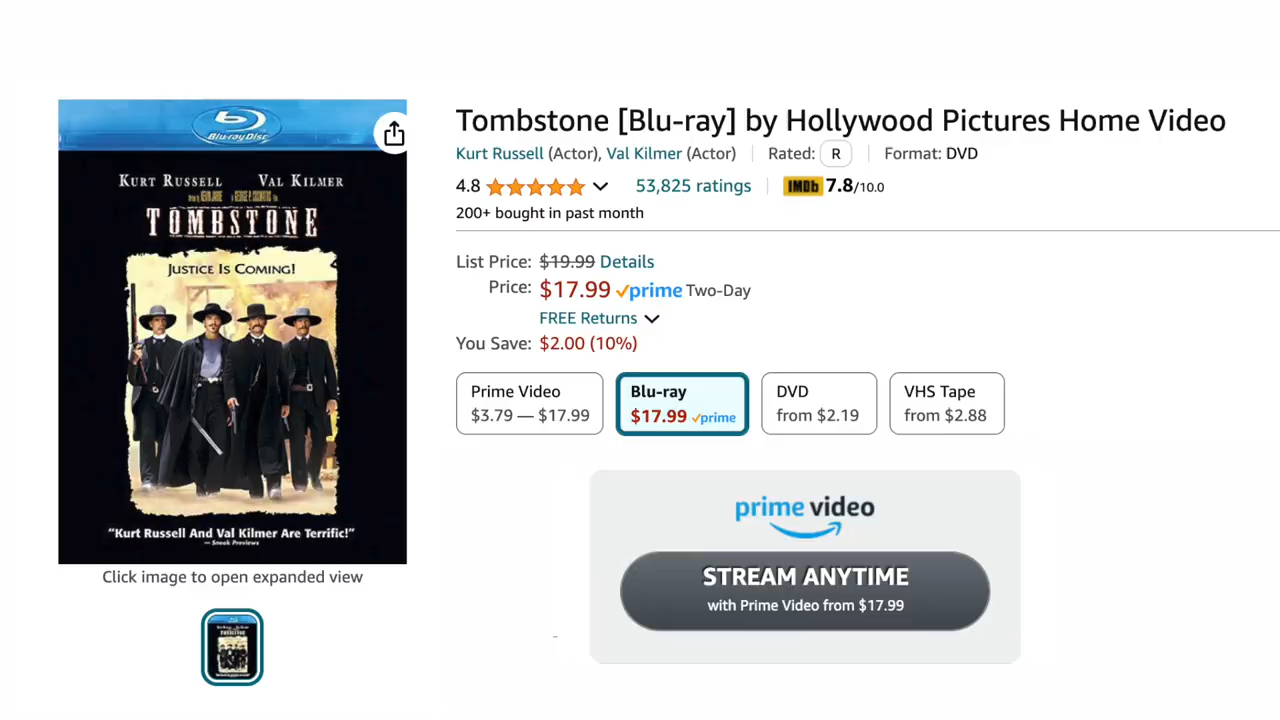 Blu-ray Disc
KURT RUSSELL VAL KILMER
TOMBSTONE
JUSTICE IS COMING!
"Kurt Russell And Val Kilmer Are Terrific!"
— Sneak Previews
Click image to open expanded view
Tombstone [Blu-ray] by Hollywood Pictures Home Video
Kurt Russell (Actor), Val Kilmer (Actor) Rated: R Format: DVD
4.8 53,825 ratings IMDb 7.8/10.0
200+ bought in past month
List Price: $19.99 Details
Price: $17.99 prime Two-Day
FREE Returns
You Save: $2.00 (10%)
Prime Video Blu-ray DVD VHS Tape
$3.79 — $17.99 $17.99 prime from $2.19 from $2.88
prime video
STREAM ANYTIME
with Prime Video from $17.99